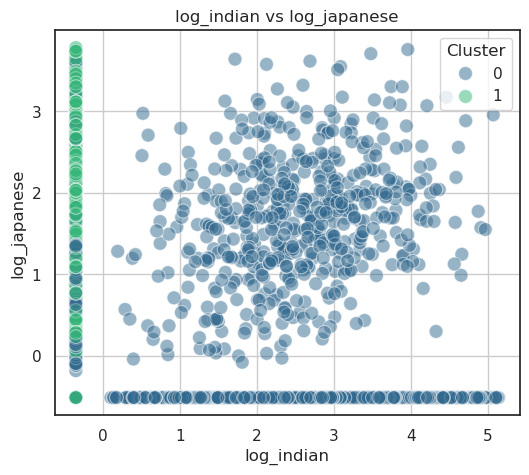 log_indian vs log_japanese
Cluster
0
1
log_japanese
3
2
1
0
0 1 2 3 4 5
log_indian